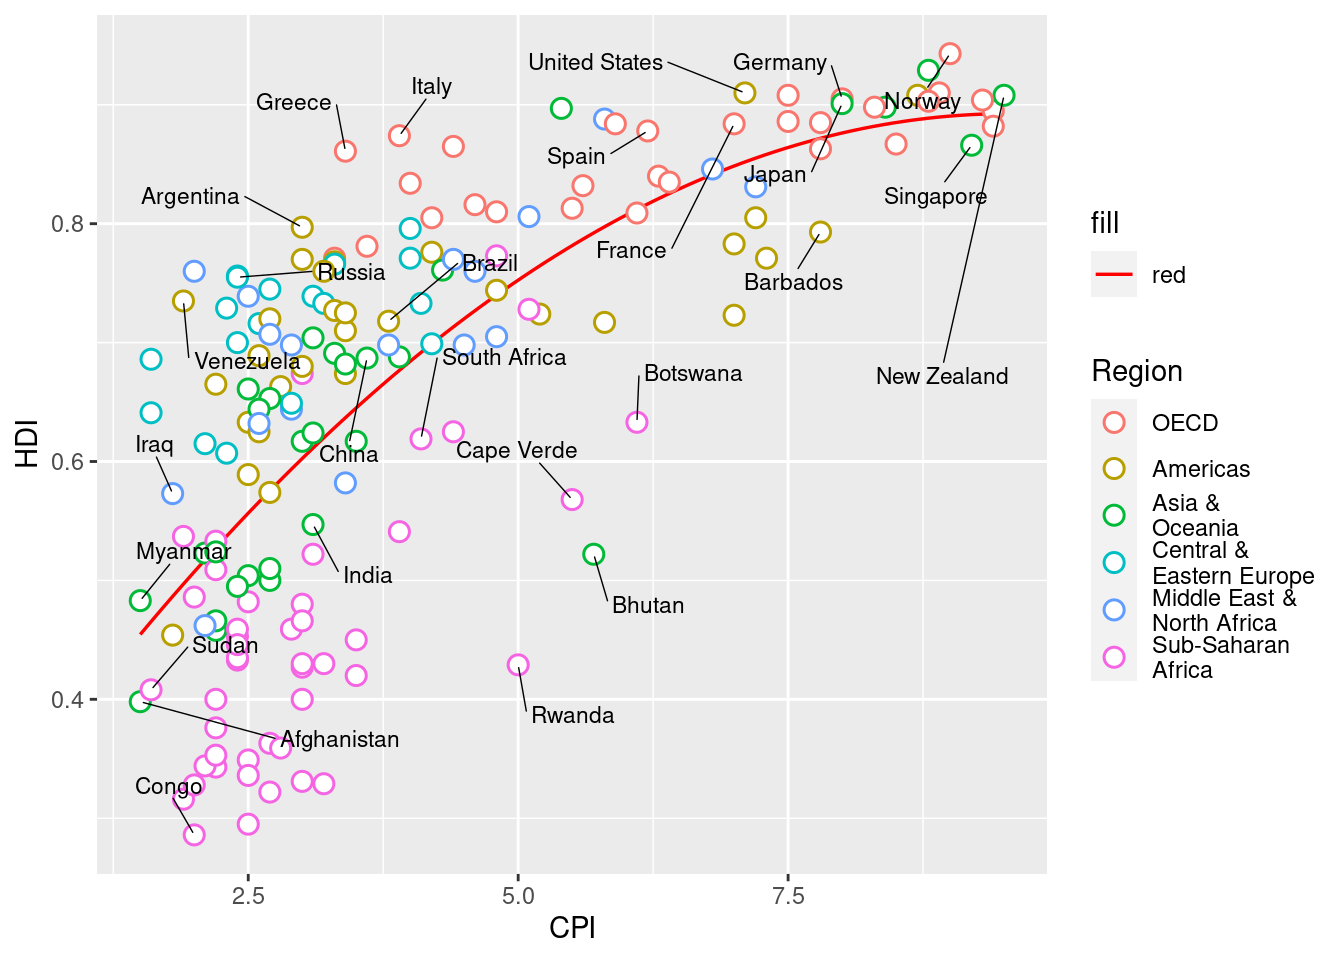 United States
Germany
Italy
Greece
Norway
Spain
Japan
Argentina
Singapore
France
Brazil
Russia
Barbados
Venezuela
South Africa
Botswana
New Zealand
Iraq
China
Cape Verde
Myanmar
India
Bhutan
Sudan
Rwanda
Afghanistan
Congo
0.8
0.6
0.4
HDI
2.5
5.0
7.5
CPI
fill
red
Region
OECD
Americas
Asia &
Oceania
Central &
Eastern Europe
Middle East &
North Africa
Sub-Saharan
Africa